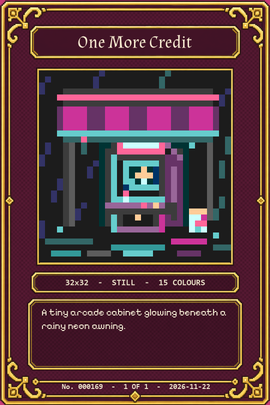 One More Credit
32x32 - STILL - 15 COLOURS
A tiny arcade cabinet glowing beneath a
rainy neon awning.
No. 000169 - 1 OF 1 - 2026-11-22